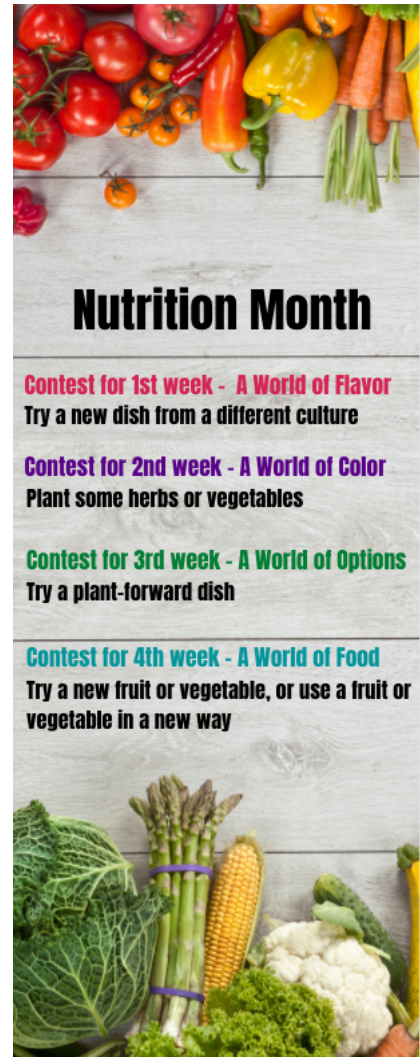 Nutrition Month
Contest for 1st week - A World of Flavor
Try a new dish from a different culture
Contest for 2nd week - A World of Color
Plant some herbs or vegetables
Contest for 3rd week - A World of Options
Try a plant-forward dish
Contest for 4th week - A World of Food
Try a new fruit or vegetable, or use a fruit or
vegetable in a new way